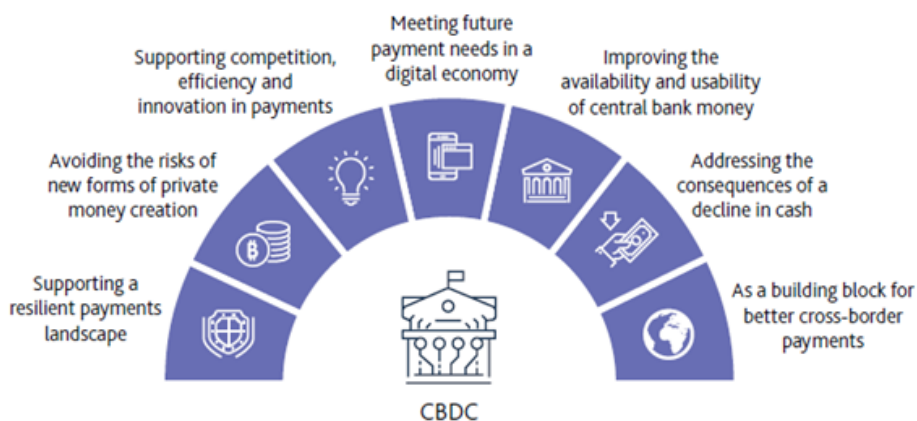 Supporting a
resilient payments
landscape
Avoiding the risks of
new forms of private
money creation
Supporting competition,
efficiency and
innovation in payments
Meeting future
payment needs in a
digital economy
Improving the
availability and usability
of central bank money
Addressing the
consequences of a
decline in cash
As a building block for
better cross-border
payments
CBDC